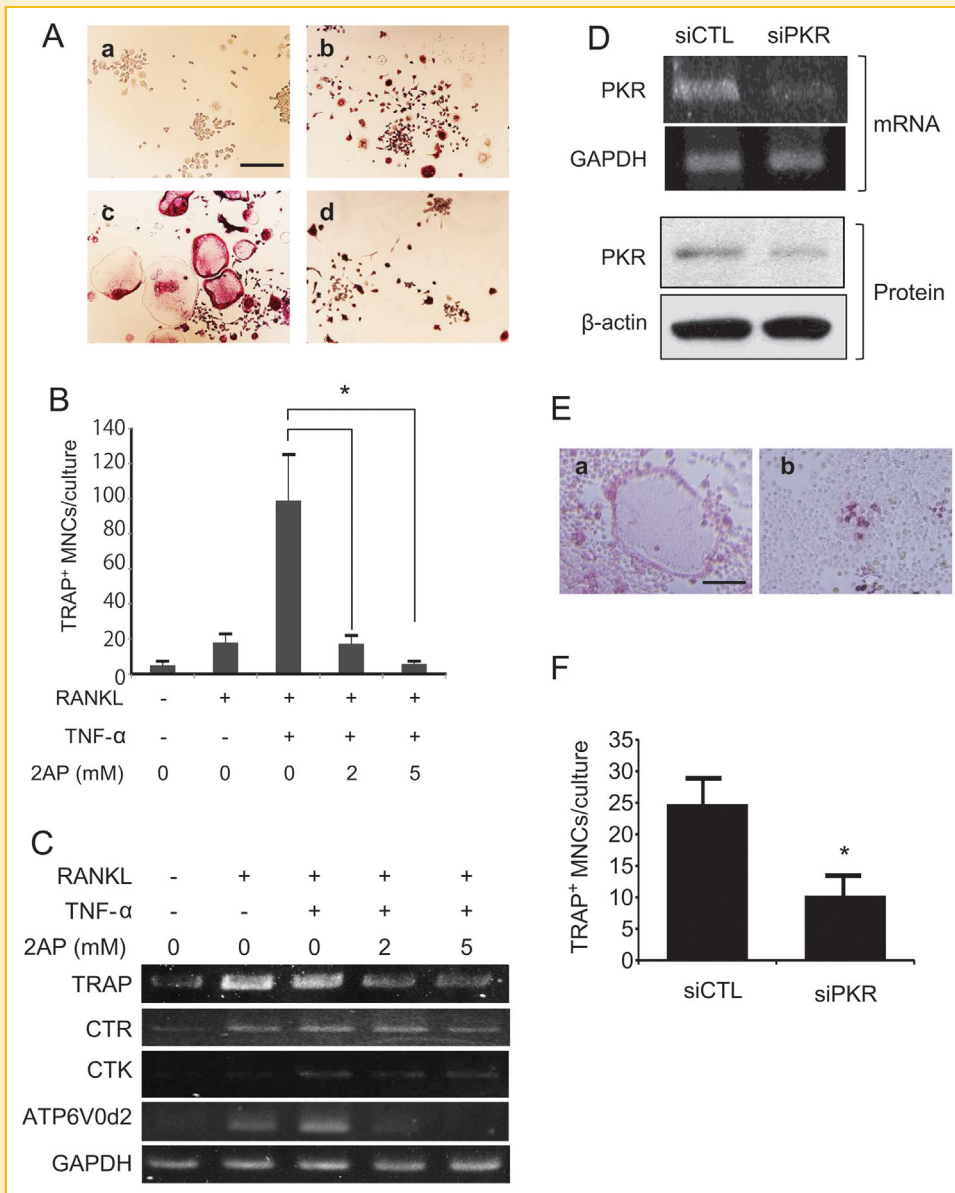 A
a
b
c
d
B
*
TRAP⁺ MNCs/culture
140
120
100
80
60
40
20
0
RANKL - + + + +
TNF-α - - + + +
2AP (mM) 0 0 0 2 5
C
RANKL - + + + +
TNF-α - - + + +
2AP (mM) 0 0 0 2 5
TRAP
CTR
CTK
ATP6V0d2
GAPDH
D
siCTL siPKR
PKR
GAPDH
mRNA
PKR
β-actin
Protein
E
a
b
F
TRAP⁺ MNCs/culture
35
30
25
20
15
10
5
0
*
siCTL siPKR